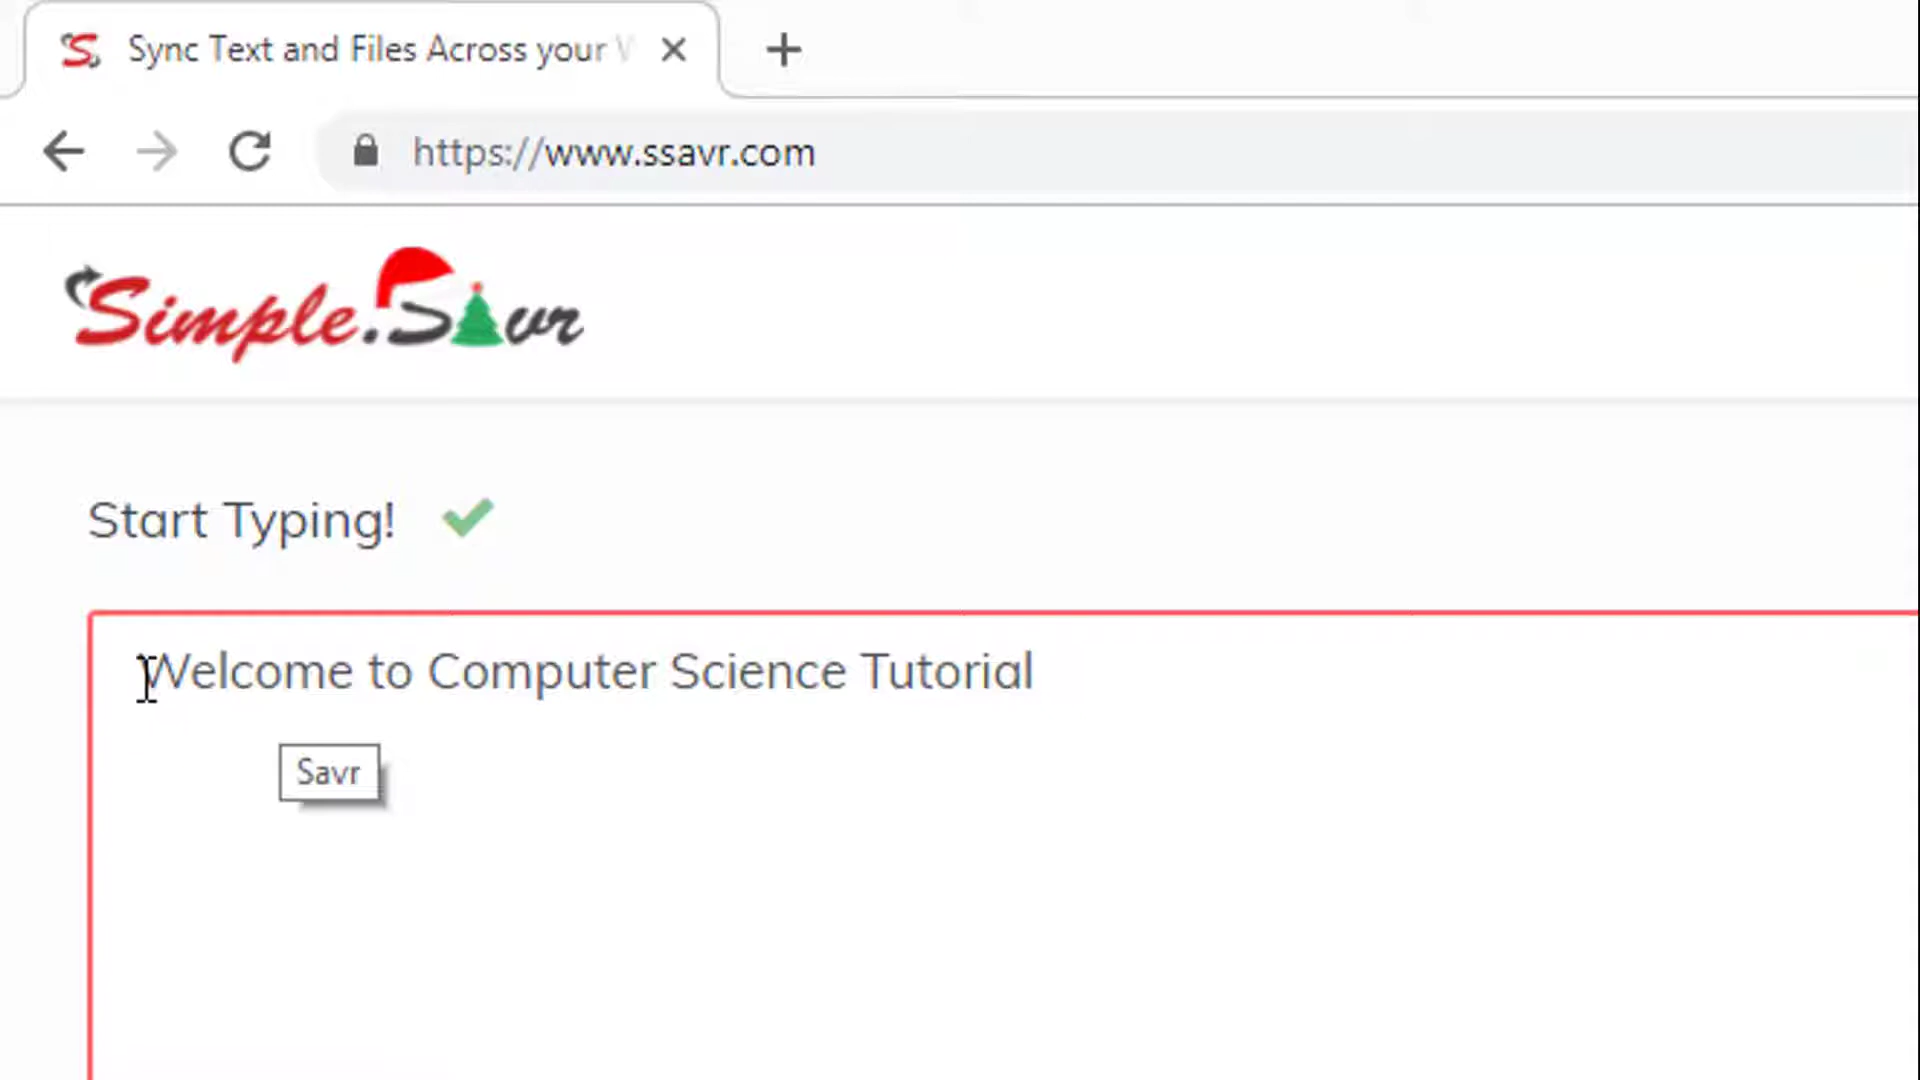 Sync Text and Files Across your
https://www.ssavr.com
Simple.Savr
Start Typing!
Welcome to Computer Science Tutorial
Savr